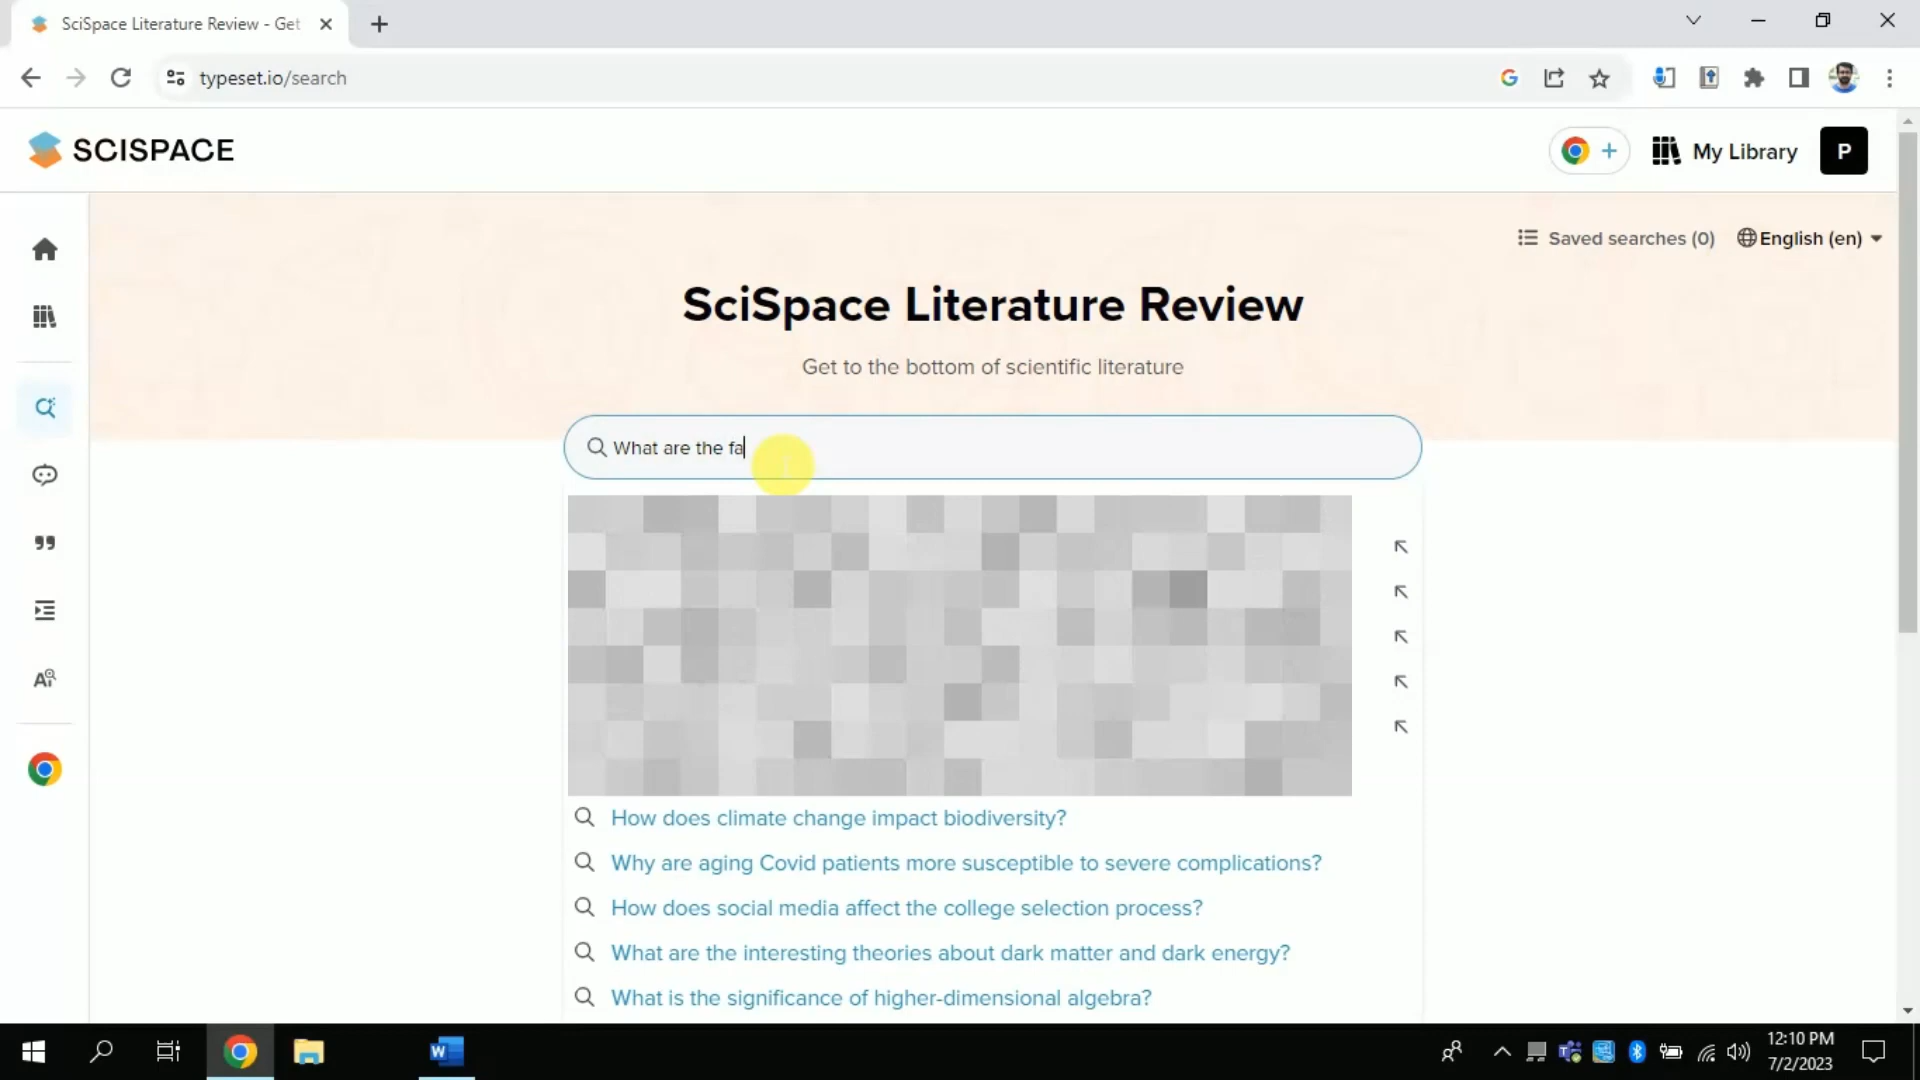 SciSpace Literature Review - Get
typeset.io/search
SCISPACE
My Library
P
Saved searches (0)
English (en)
SciSpace Literature Review
Get to the bottom of scientific literature
What are the fa
How does climate change impact biodiversity?
Why are aging Covid patients more susceptible to severe complications?
How does social media affect the college selection process?
What are the interesting theories about dark matter and dark energy?
What is the significance of higher-dimensional algebra?
12:10 PM
7/2/2023